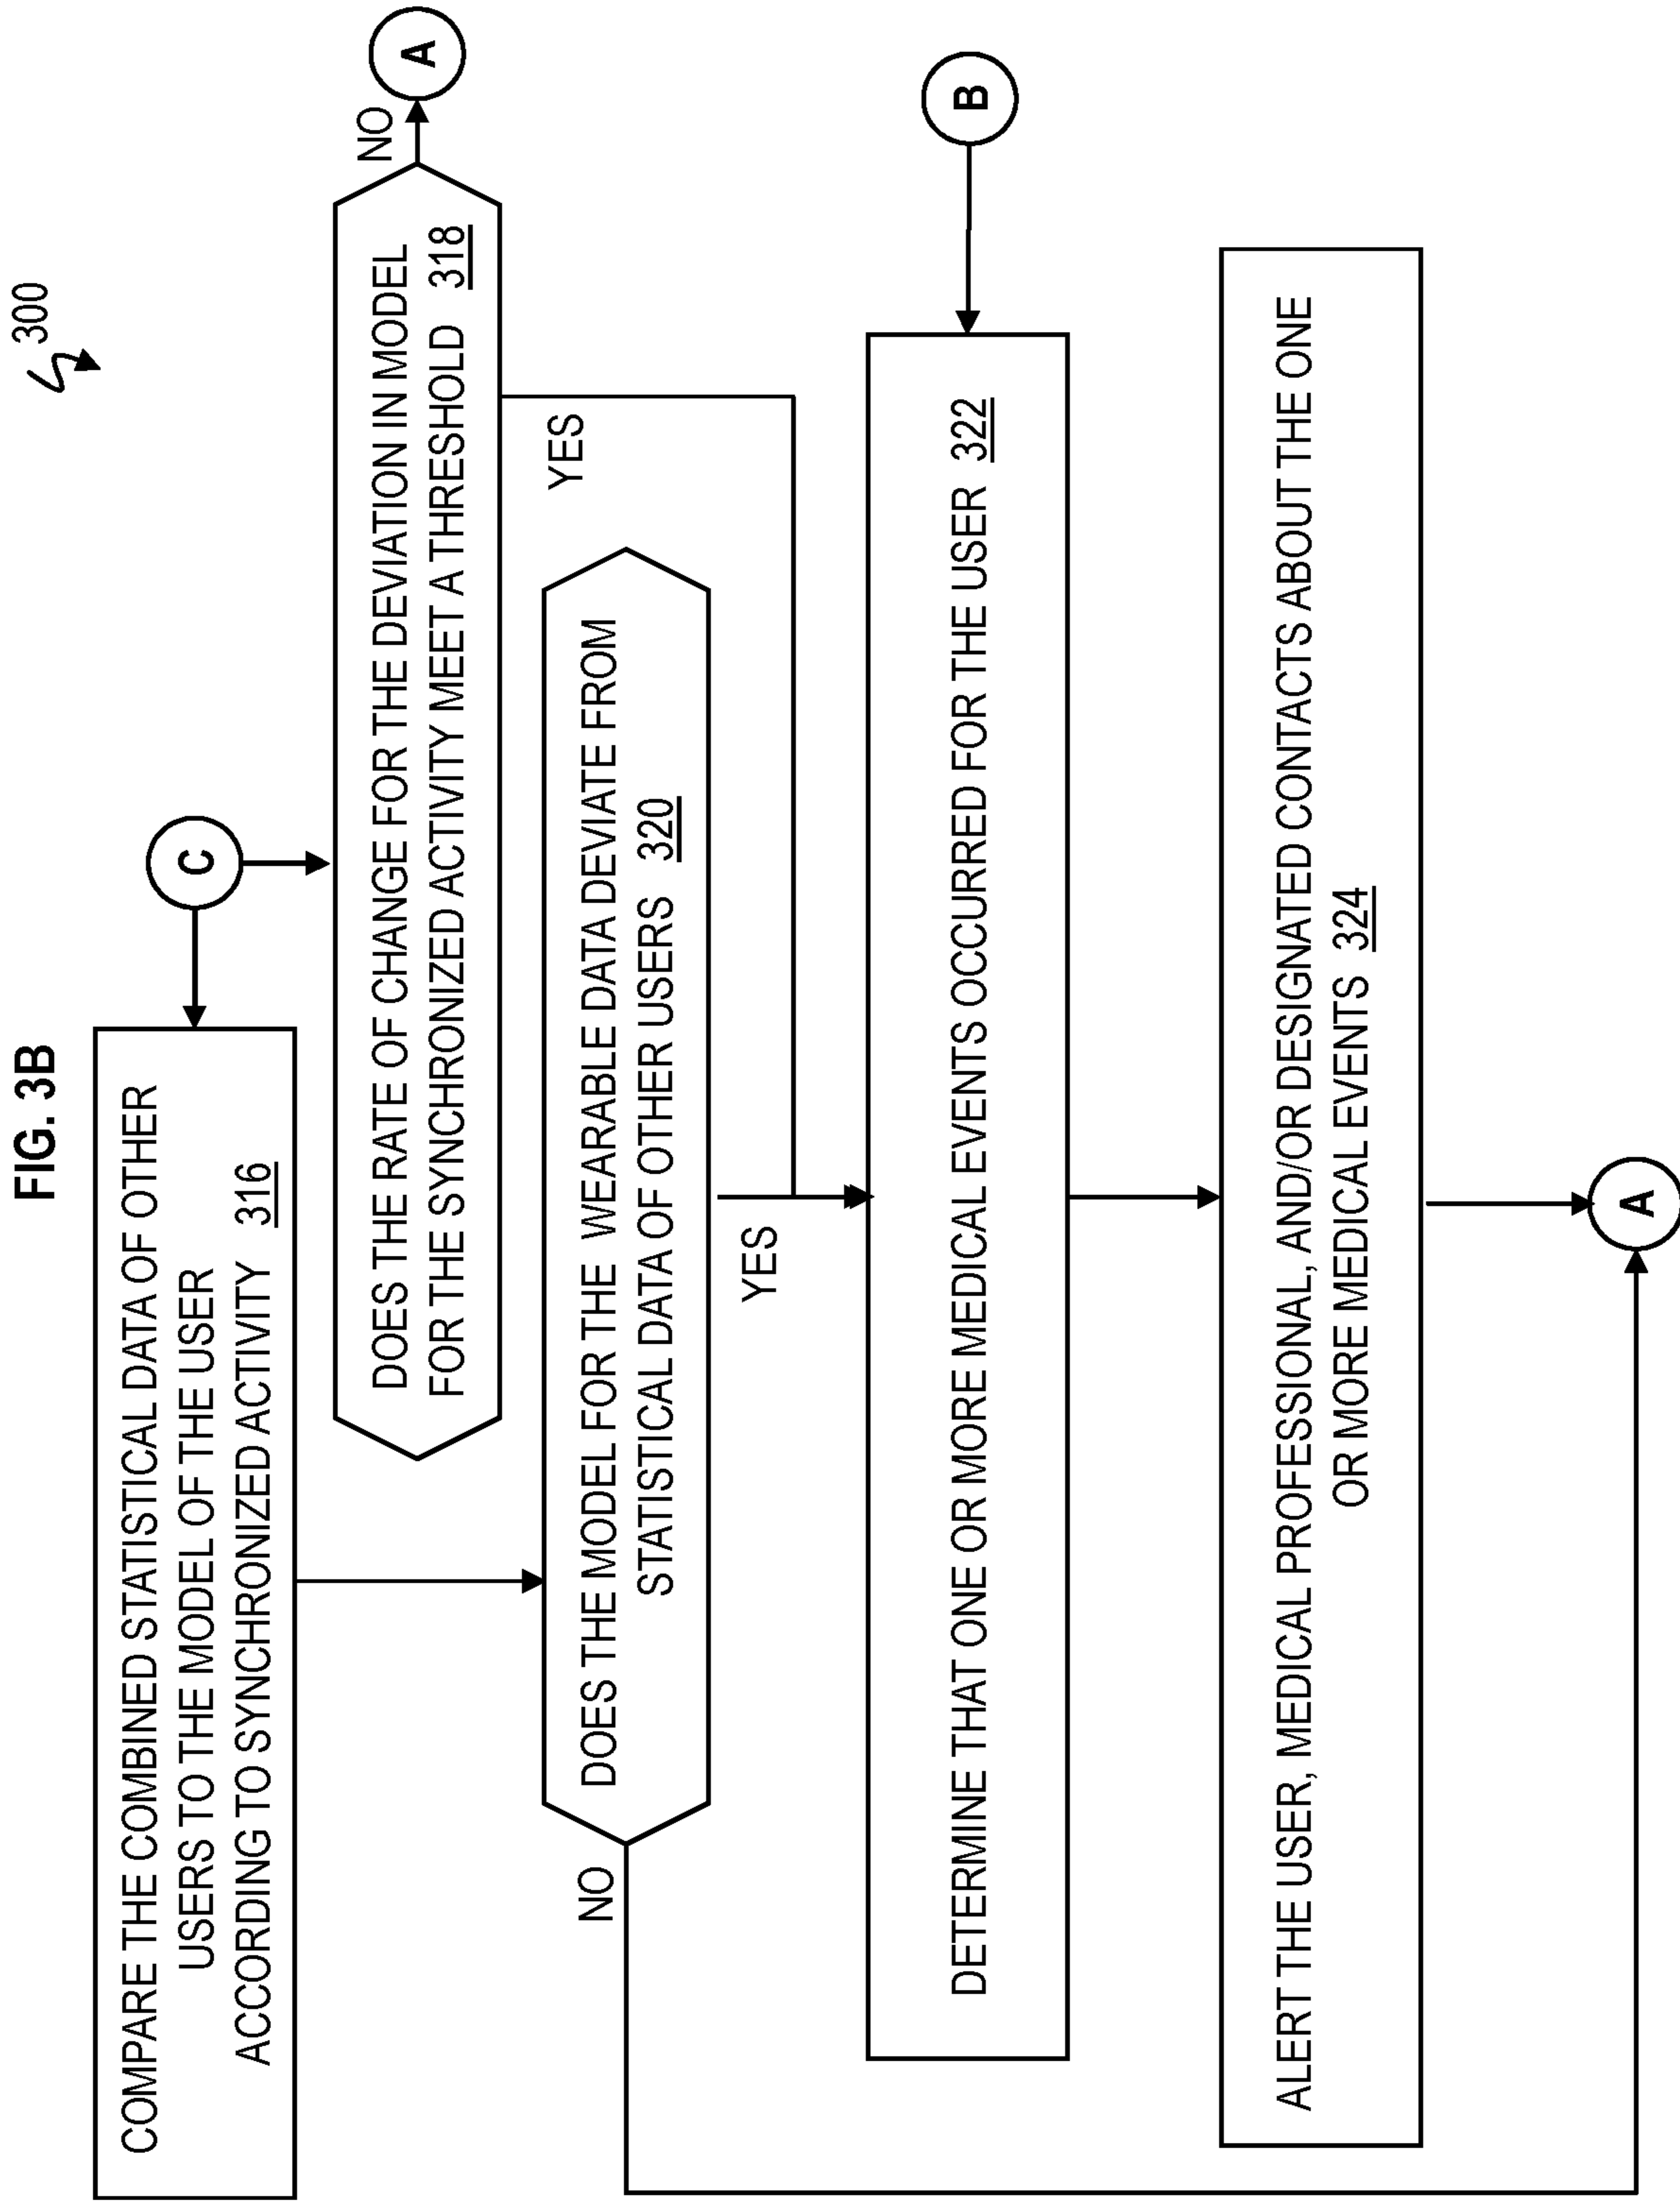 FIG. 3B
300
COMPARE THE COMBINED STATISTICAL DATA OF OTHER
USERS TO THE MODEL OF THE USER
ACCORDING TO SYNCHRONIZED ACTIVITY 316
C
DOES THE RATE OF CHANGE FOR THE DEVIATION IN MODEL
FOR THE SYNCHRONIZED ACTIVITY MEET A THRESHOLD 318
NO
A
YES
DOES THE MODEL FOR THE WEARABLE DATA DEVIATE FROM
STATISTICAL DATA OF OTHER USERS 320
NO
YES
DETERMINE THAT ONE OR MORE MEDICAL EVENTS OCCURRED FOR THE USER 322
B
ALERT THE USER, MEDICAL PROFESSIONAL, AND/OR DESIGNATED CONTACTS ABOUT THE ONE
OR MORE MEDICAL EVENTS 324
A